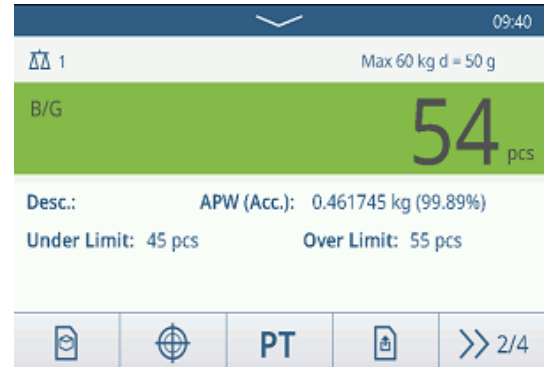 09:40
1 Max 60 kg d = 50 g
B/G
54 pcs
Desc.: APW (Acc.): 0.461745 kg (99.89%)
Under Limit: 45 pcs Over Limit: 55 pcs
PT 2/4